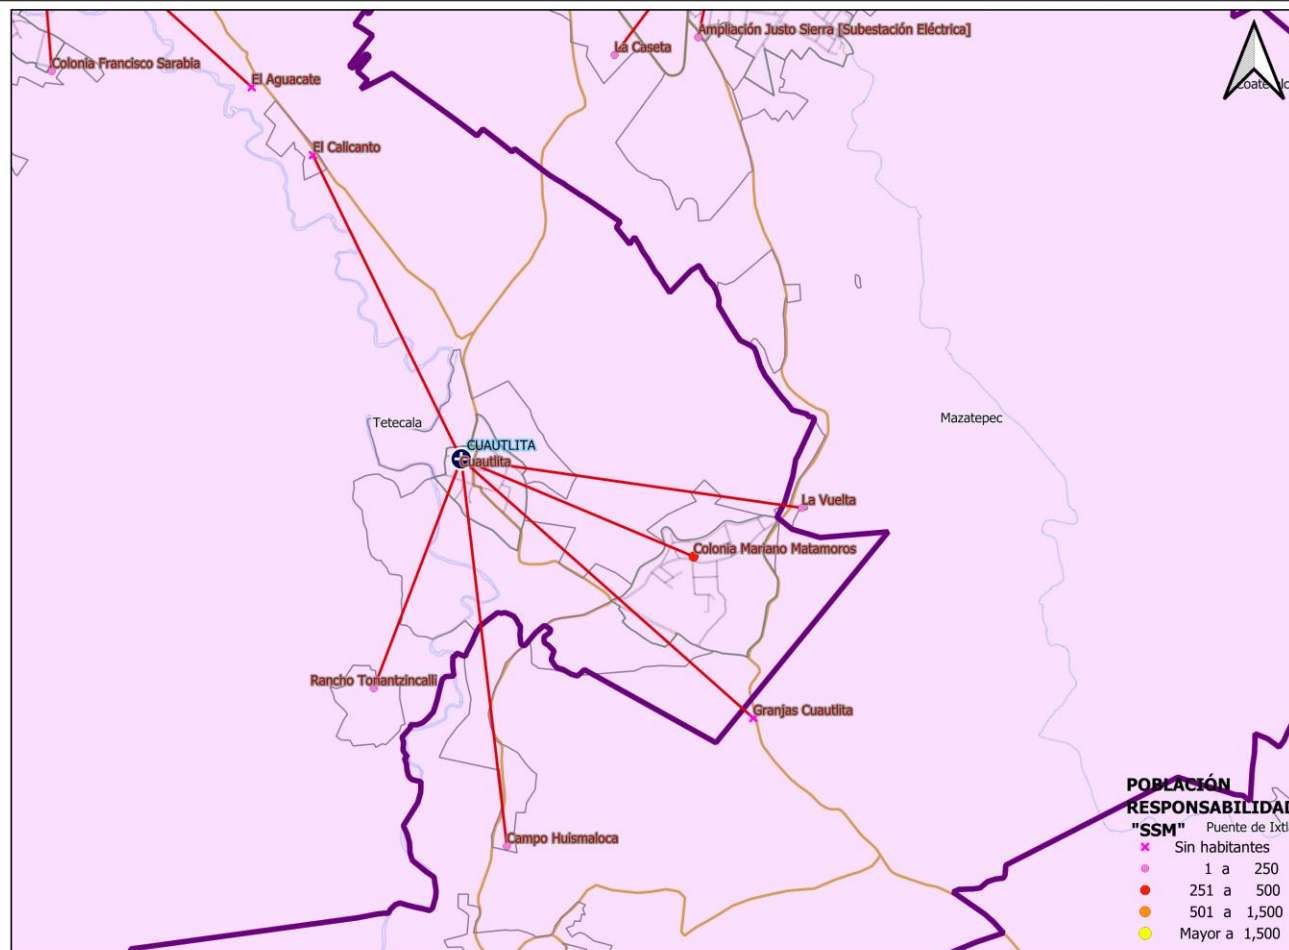 Ampliación Justo Sierra [Subestación Eléctrica]
La Caseta
Colonia Francisco Sarabia
El Aguacate
El Calicanto
Tetecala
Mazatepec
CUAUTLITA
Cuautlita
La Vuelta
Colonia Mariano Matamoros
Rancho Tonantzincalli
Granjas Cuautlita
Campo Huismaloca
POBLACIÓN
RESPONSABILIDAD
"SSM" Puente de Ixtl
Sin habitantes
1 a 250
251 a 500
501 a 1,500
Mayor a 1,500